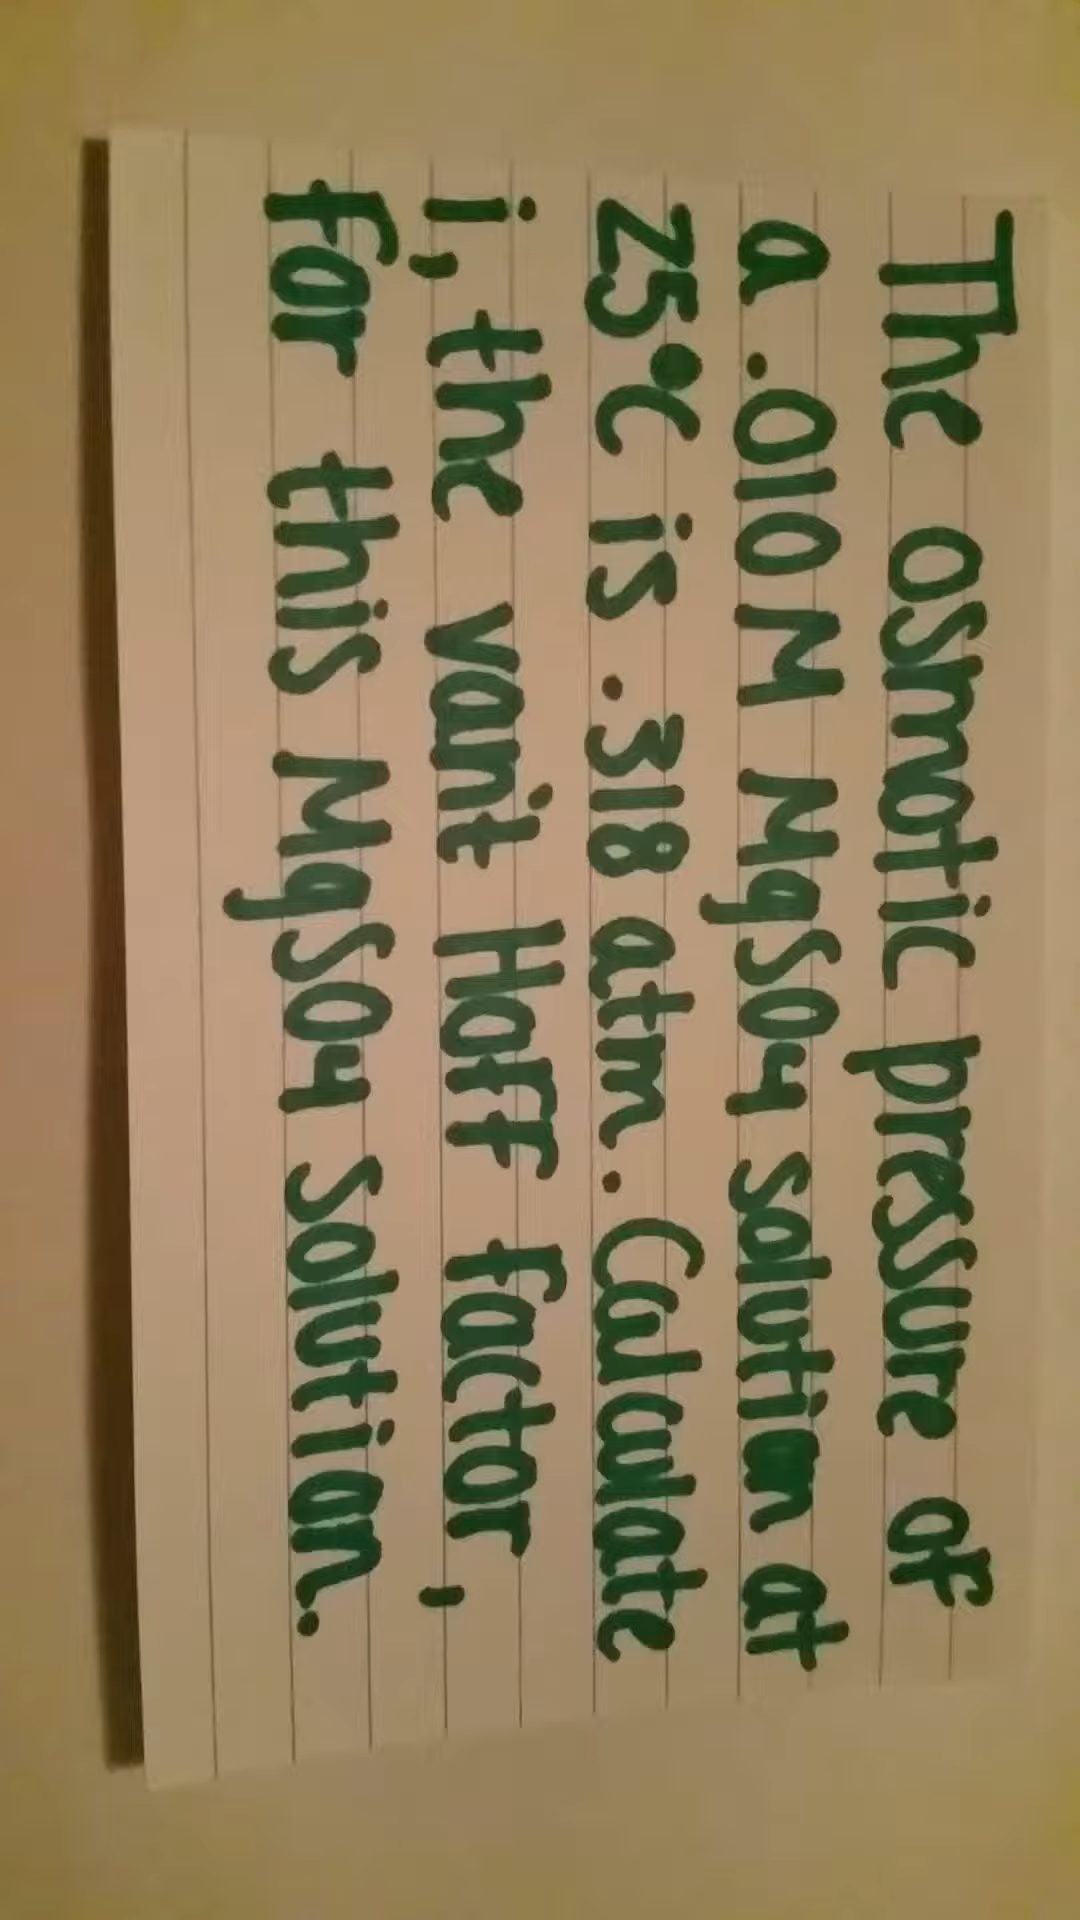 The osmotic pressure of
a .010 M MgSO4 solution at
25°C is .318 atm. Calculate
i, the van't Hoff factor,
for this MgSO4 solution.